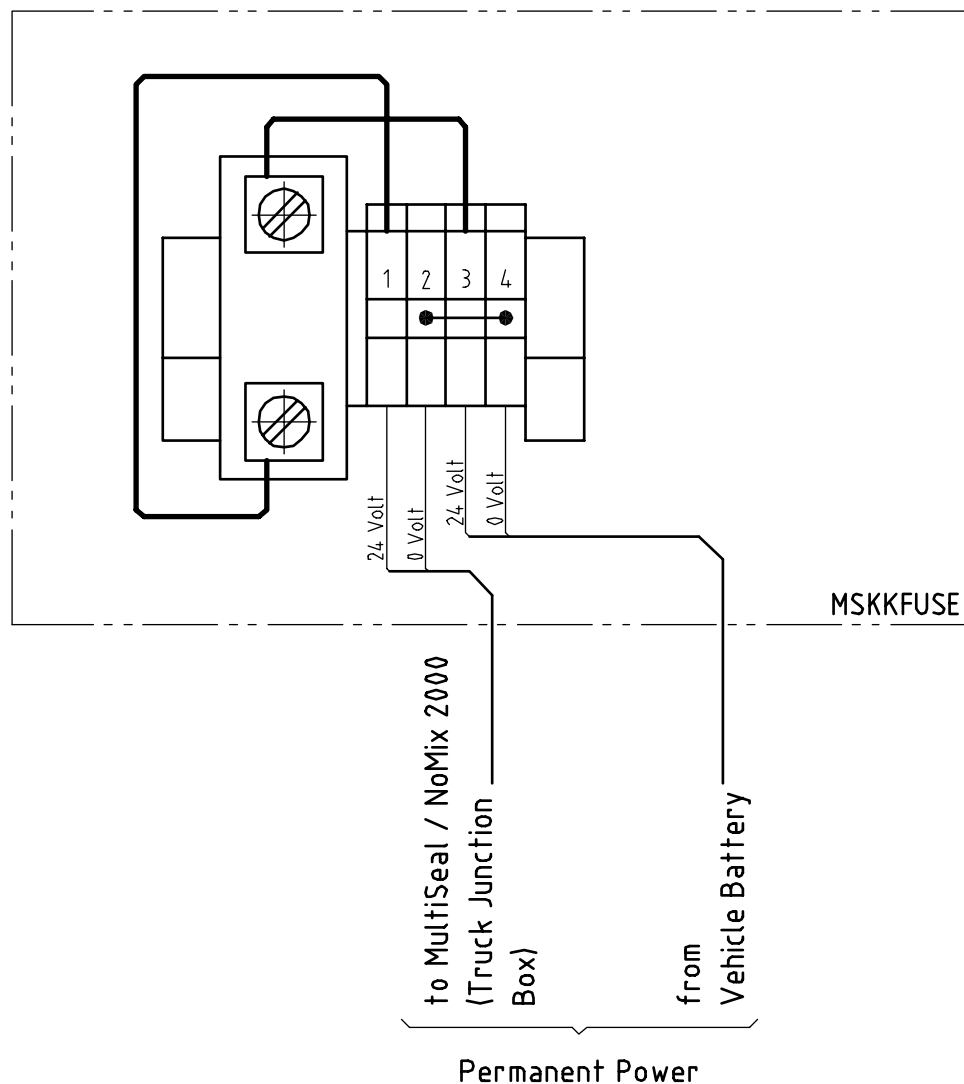 1 2 3 4
24 Volt
0 Volt
24 Volt
0 Volt
MSKKFUSE
to MultiSeal / NoMix 2000
(Truck Junction
Box)
from
Vehicle Battery
Permanent Power